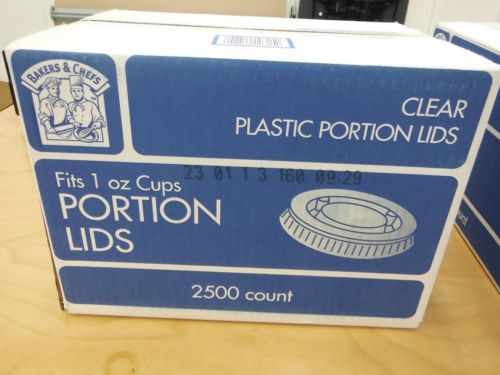 BAKERS & CHEFS
CLEAR
PLASTIC PORTION LIDS
23 01 1 3 160 09:29
Fits 1 oz Cups
PORTION
LIDS
2500 count